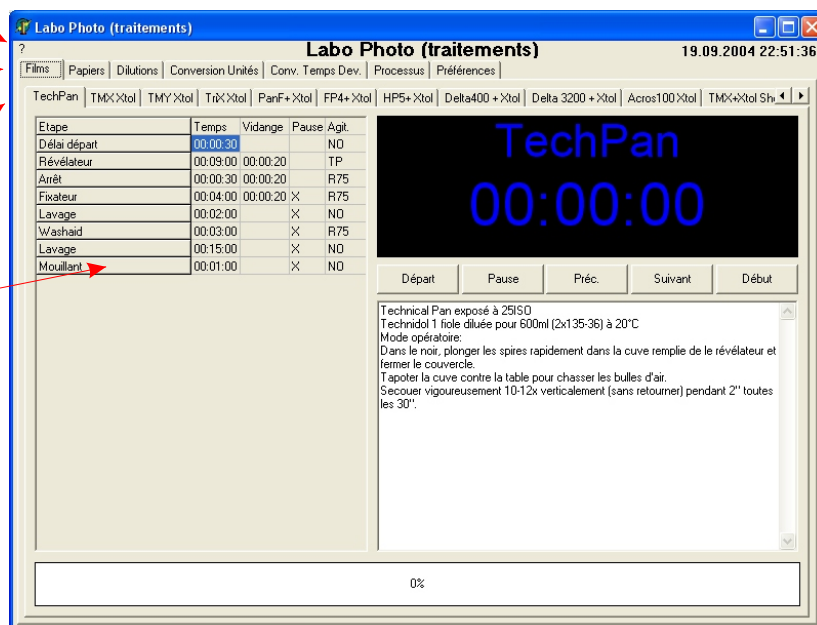 Labo Photo (traitements)
?
Labo Photo (traitements)
19.09.2004 22:51:36
Films Papiers Dilutions Conversion Unités Conv. Temps Dev. Processus Préférences
TechPan TMX Xtol TMY Xtol TriX Xtol PanF+ Xtol FP4+ Xtol HP5+ Xtol Delta400 + Xtol Delta 3200 + Xtol Acros100 Xtol TMX+Xtol Sh
Etape Temps Vidange Pause Agit.
Délai départ 00:00:30 NO
Révélateur 00:09:00 00:00:20 TP
Arrêt 00:00:30 00:00:20 R75
Fixateur 00:04:00 00:00:20 X R75
Lavage 00:02:00 X NO
Washaid 00:03:00 X R75
Lavage 00:15:00 X NO
Mouillant 00:01:00 X NO
TechPan
00:00:00
Départ Pause Préc. Suivant Début
Technical Pan exposé à 25ISO
Technidol 1 fiole diluée pour 600ml (2x135-36) à 20°C
Mode opératoire:
Dans le noir, plonger les spires rapidement dans la cuve remplie de le révélateur et
fermer le couvercle.
Tapoter la cuve contre la table pour chasser les bulles d'air.
Secouer vigoureusement 10-12x verticalement (sans retourner) pendant 2'' toutes
les 30''.
0%